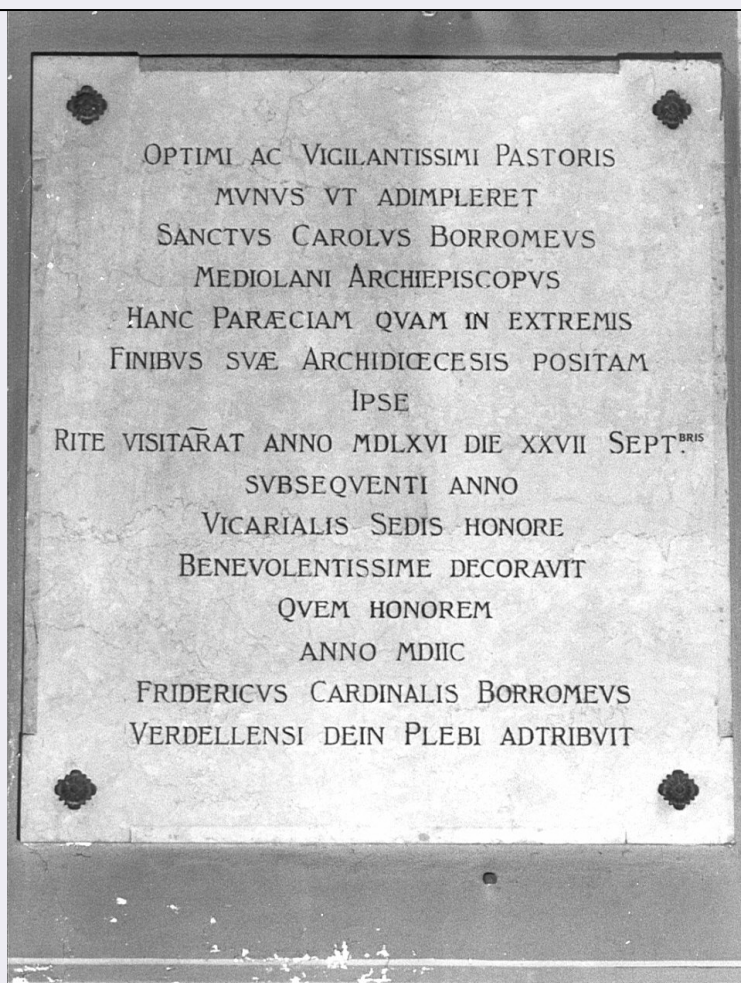 OPTIMI AC VIGILANTISSIMI PASTORIS
MVNVS VT ADIMPLERET
SANCTVS CAROLVS BORROMEVS
MEDIOLANI ARCHIEPISCOPVS
HANC PARÆCIAM QVAM IN EXTREMIS
FINIBVS SVÆ ARCHIDIŒCESIS POSITAM
IPSE
RITE VISITAR̅AT ANNO MDLXVI DIE XXVII SEPT.BRIS
SVBSEQVENTI ANNO
VICARIALIS SEDIS HONORE
BENEVOLENTISSIME DECORAVIT
QVEM HONOREM
ANNO MDIIC
FRIDERICVS CARDINALIS BORROMEVS
VERDELLENSI DEIN PLEBI ADTRIBVIT